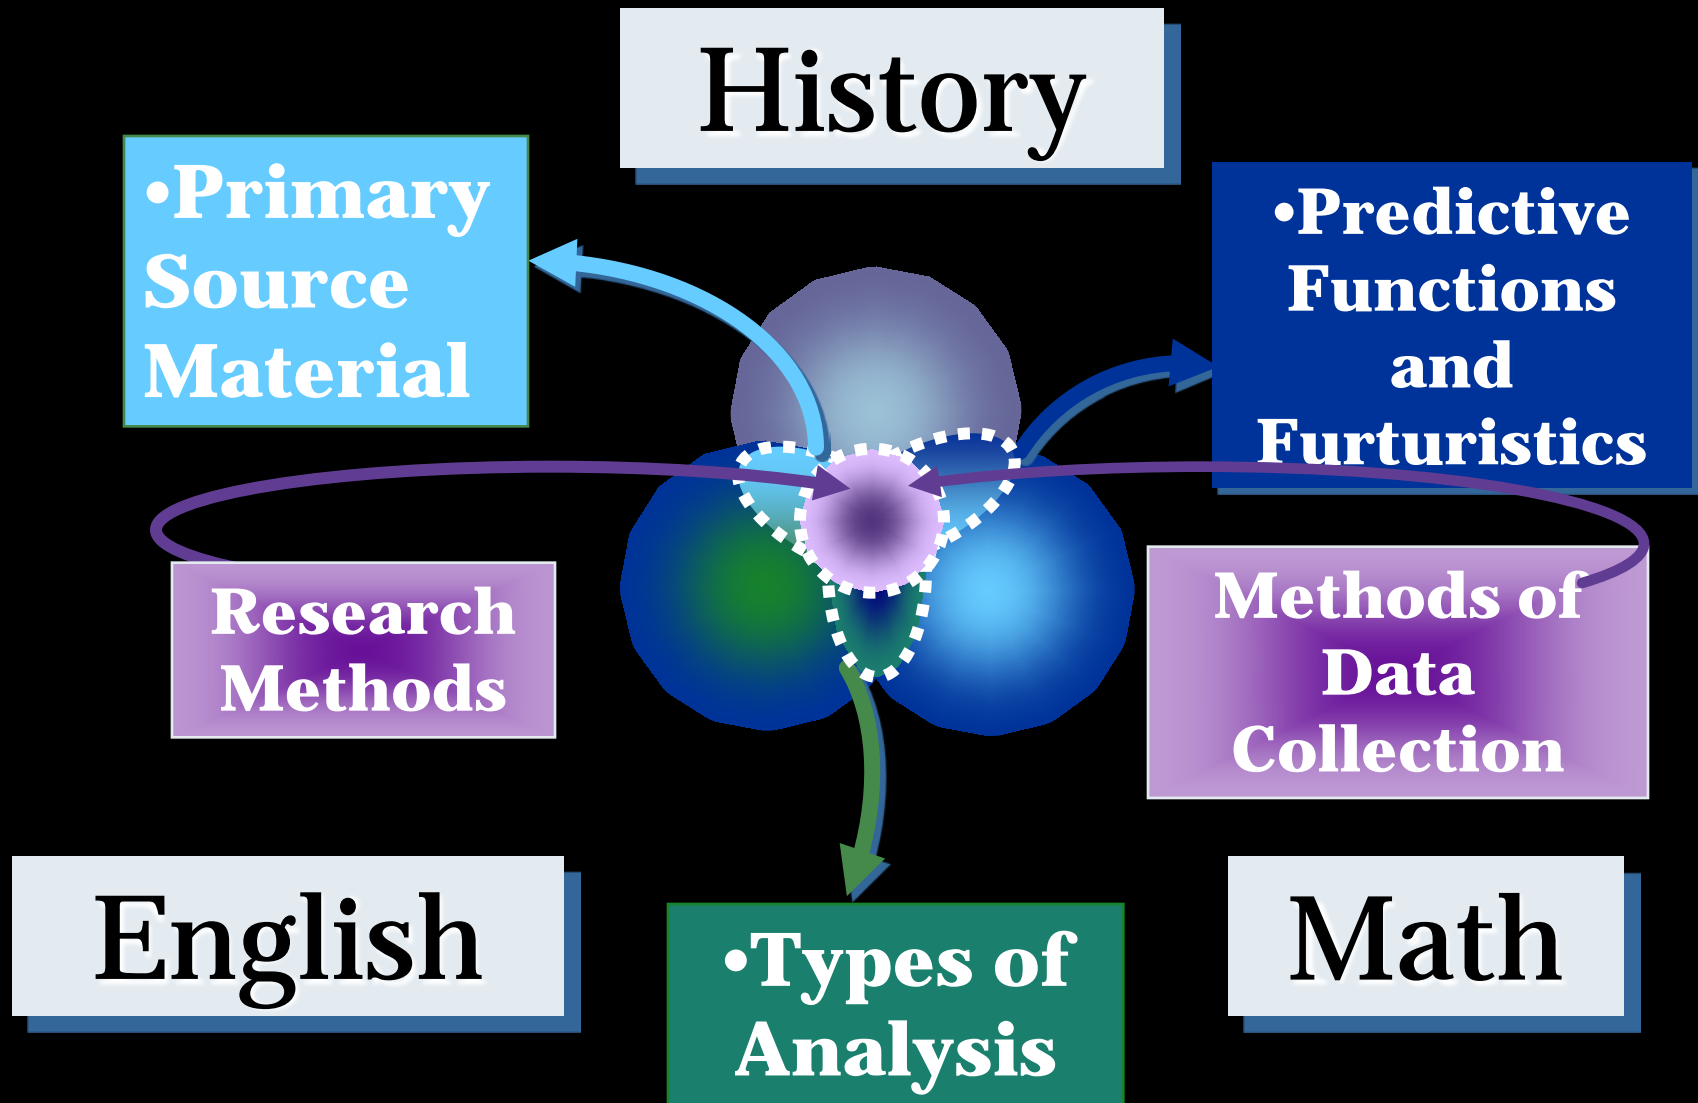 History
•Primary
Source
Material
•Predictive
Functions
and
Furturistics
Research
Methods
Methods of
Data
Collection
English
•Types of
Analysis
Math